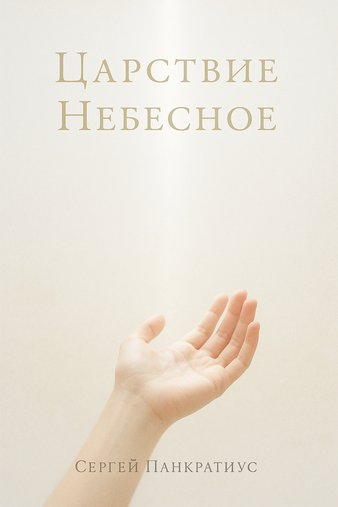 Царствие
Небесное
Сергей Панкратиус